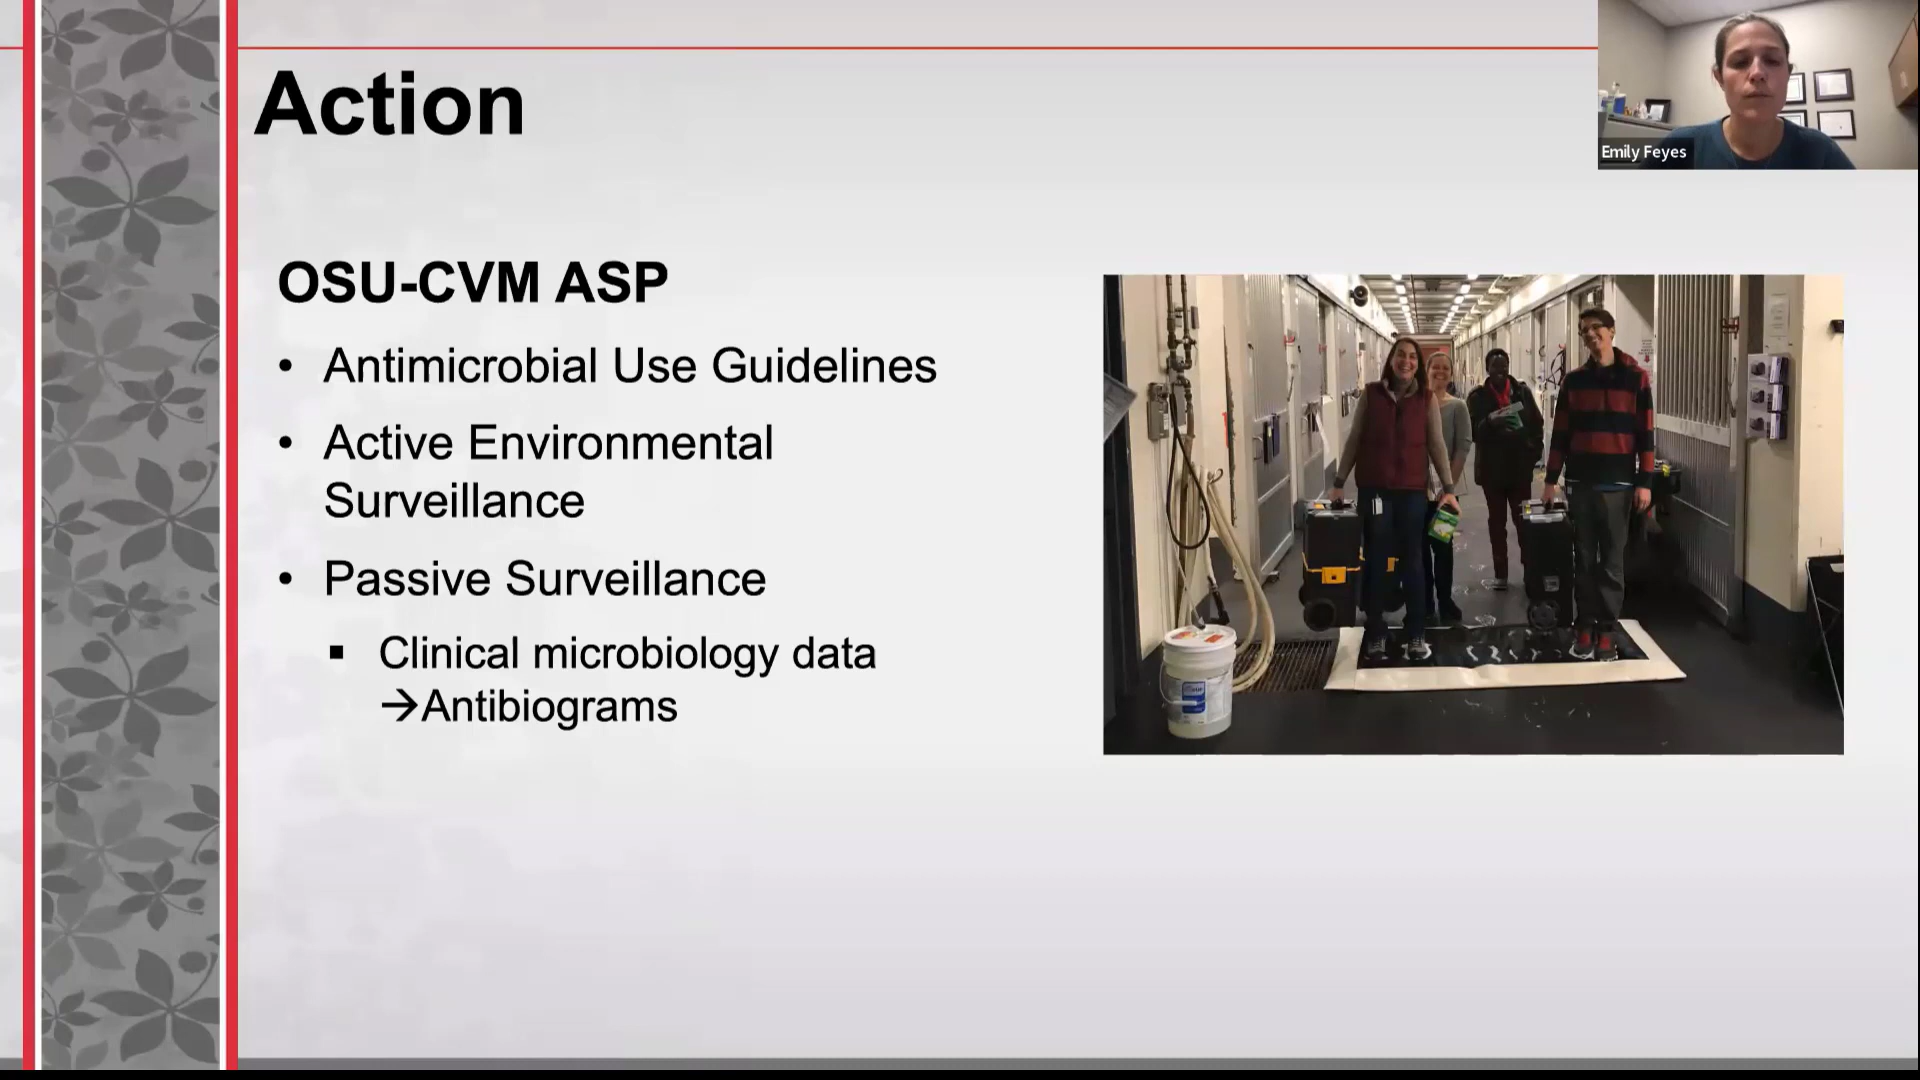 Action
Emily Feyes
OSU-CVM ASP
• Antimicrobial Use Guidelines
• Active Environmental
Surveillance
• Passive Surveillance
▪ Clinical microbiology data
→Antibiograms